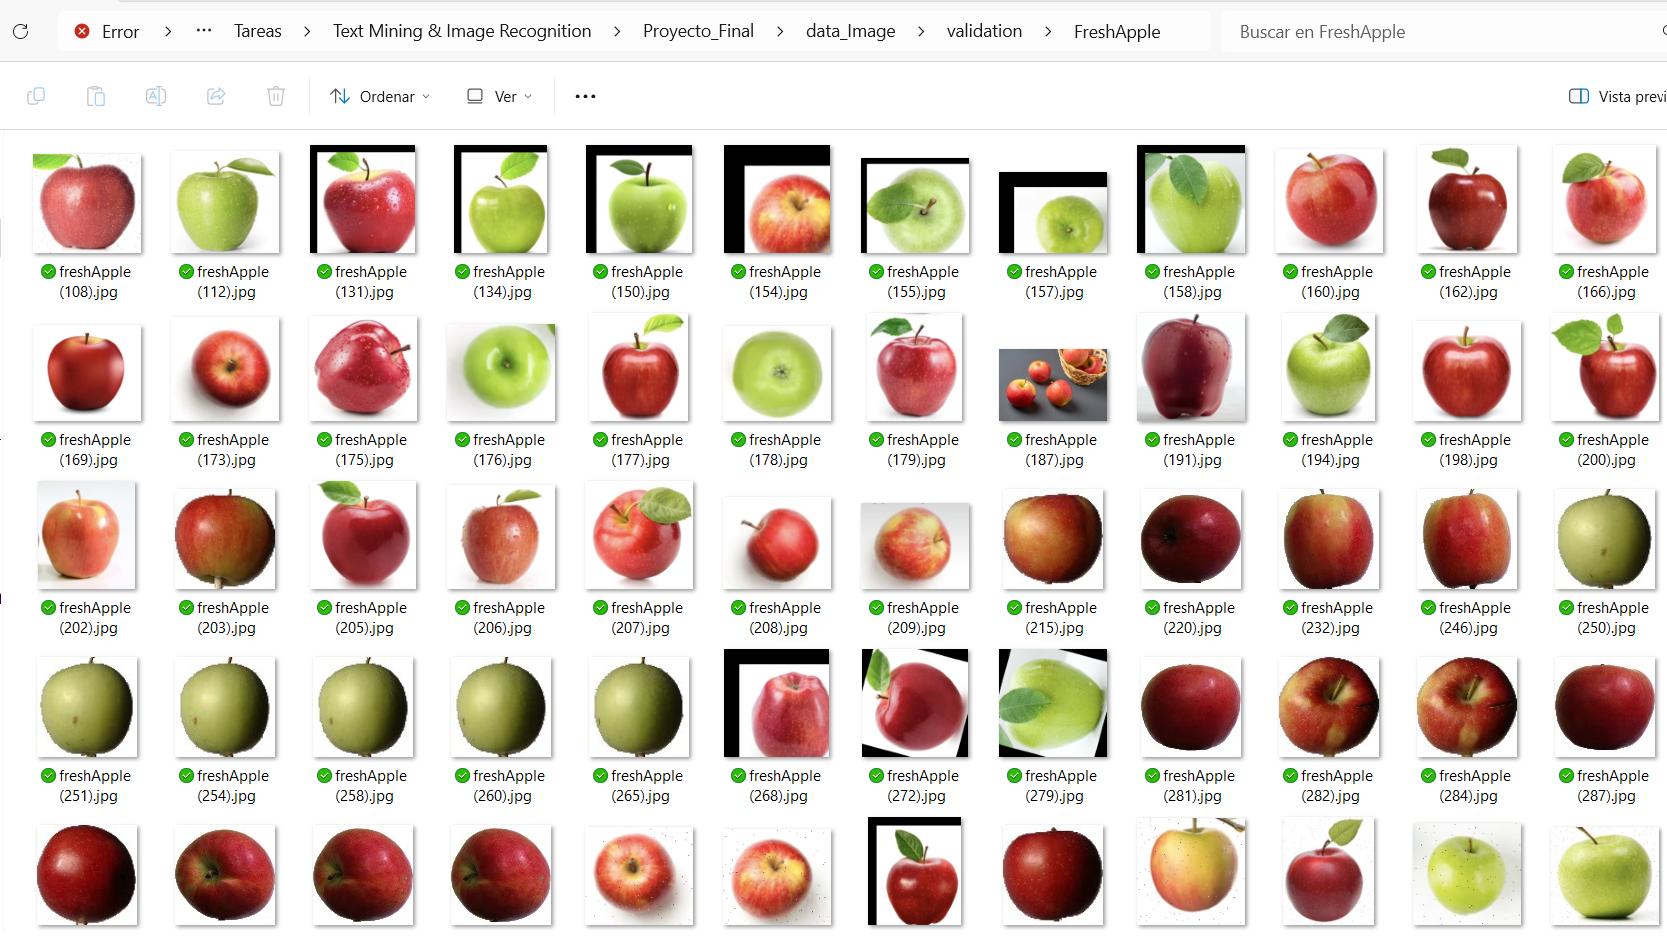 Error > ... Tareas > Text Mining & Image Recognition > Proyecto_Final > data_Image > validation > FreshApple
Buscar en FreshApple
Ordenar
Ver
...
Vista previ
freshApple (108).jpg
freshApple (112).jpg
freshApple (131).jpg
freshApple (134).jpg
freshApple (150).jpg
freshApple (154).jpg
freshApple (155).jpg
freshApple (157).jpg
freshApple (158).jpg
freshApple (160).jpg
freshApple (162).jpg
freshApple (166).jpg
freshApple (169).jpg
freshApple (173).jpg
freshApple (175).jpg
freshApple (176).jpg
freshApple (177).jpg
freshApple (178).jpg
freshApple (179).jpg
freshApple (187).jpg
freshApple (191).jpg
freshApple (194).jpg
freshApple (198).jpg
freshApple (200).jpg
freshApple (202).jpg
freshApple (203).jpg
freshApple (205).jpg
freshApple (206).jpg
freshApple (207).jpg
freshApple (208).jpg
freshApple (209).jpg
freshApple (215).jpg
freshApple (220).jpg
freshApple (232).jpg
freshApple (246).jpg
freshApple (250).jpg
freshApple (251).jpg
freshApple (254).jpg
freshApple (258).jpg
freshApple (260).jpg
freshApple (265).jpg
freshApple (268).jpg
freshApple (272).jpg
freshApple (279).jpg
freshApple (281).jpg
freshApple (282).jpg
freshApple (284).jpg
freshApple (287).jpg